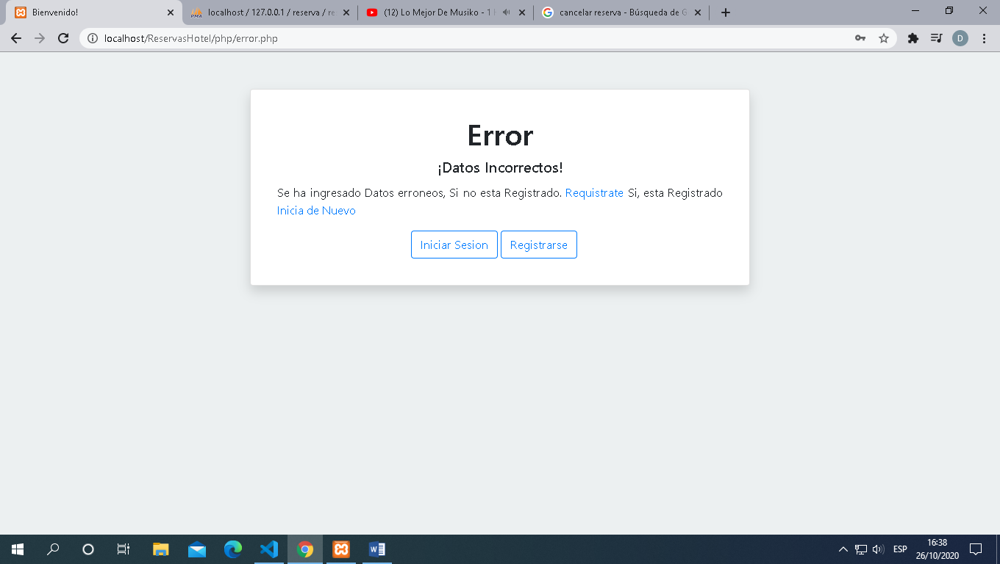 Bienvenido!
localhost / 127.0.0.1 / reserva / re
(12) Lo Mejor De Musiko - 1 H
cancelar reserva - Búsqueda de G
localhost/ReservasHotel/php/error.php
D
Error
¡Datos Incorrectos!
Se ha ingresado Datos erroneos, Si no esta Registrado. Requistrate Si, esta Registrado
Inicia de Nuevo
Iniciar Sesion
Registrarse
ESP
16:38
26/10/2020